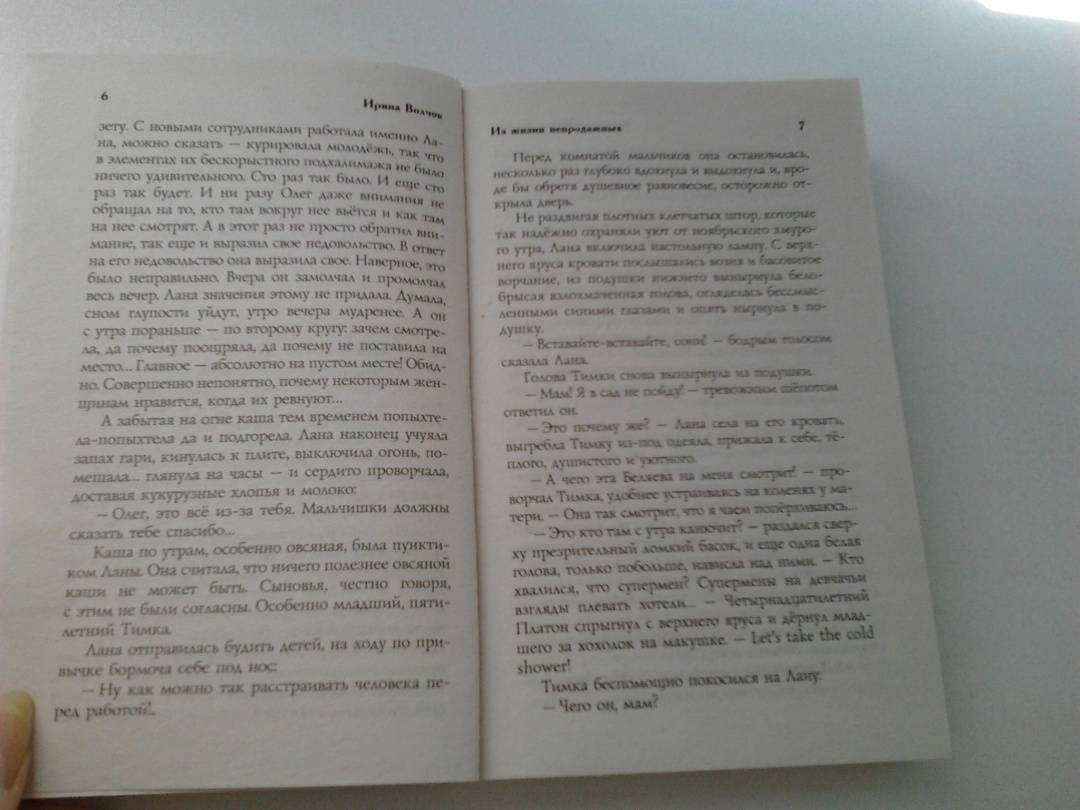 6
Ирина Волчок
зету. С новыми сотрудниками работала именно Ла-
на, можно сказать — курировала молодёжь, так что
в элементах их бескорыстного подхалимажа не было
ничего удивительного. Сто раз так было. И еще сто
раз так будет. И ни разу Олег даже внимания не
обращал на то, кто там вокруг нее вьётся и как там
на нее смотрят. А в этот раз не просто обратил вни-
мание, так еще и выразил свое недовольство. В ответ
на его недовольство она выразила свое. Наверное, это
было неправильно. Вчера он замолчал и промолчал
весь вечер. Лана значения этому не придала. Думала,
сном глупости уйдут, утро вечера мудренее. А он
с утра пораньше — по второму кругу: зачем смотре-
ла, да почему поощряла, да почему не поставила на
место... Главное — абсолютно на пустом месте! Обид-
но. Совершенно непонятно, почему некоторым жен-
щинам нравится, когда их ревнуют...
А забытая на огне каша тем временем попыхте-
ла-попыхтела да и подгорела. Лана наконец учуяла
запах гари, кинулась к плите, выключила огонь, по-
мешала... глянула на часы — и сердито проворчала,
доставая кукурузные хлопья и молоко:
— Олег, это всё из-за тебя. Мальчишки должны
сказать тебе спасибо...
Каша по утрам, особенно овсяная, была пункти-
ком Ланы. Она считала, что ничего полезнее овсяной
каши не может быть. Сыновья, честно говоря,
с этим не были согласны. Особенно младший, пяти-
летний Тимка.
Лана отправилась будить детей, на ходу по при-
вычке бормоча себе под нос:
— Ну как можно так расстраивать человека пе-
ред работой!..
Из жизни непродажных
7
Перед комнатой мальчиков она остановилась,
несколько раз глубоко вдохнула и выдохнула и, вро-
де бы обретя душевное равновесие, осторожно от-
крыла дверь.
Не раздвигая плотных клетчатых штор, которые
так надёжно охраняли уют от ноябрьского хмуро-
го утра, Лана включила настольную лампу. С верх-
него яруса кровати послышались возня и басовитое
ворчание, из подушки нижнего вынырнула бело-
брысая взлохмаченная голова, огляделась бессмыс-
ленными синими глазами и опять нырнула в по-
душку.
— Вставайте-вставайте, сони! — бодрым голосом
сказала Лана.
Голова Тимки снова вынырнула из подушки.
— Мам! Я в сад не пойду! — тревожным шёпотом
ответил он.
— Это почему же? — Лана села на его кровать,
выгребла Тимку из-под одеяла, прижала к себе, тё-
плого, душистого и уютного.
— А чего эта Беляева на меня смотрит! — про-
ворчал Тимка, удобнее устраиваясь на коленях у ма-
тери. — Она так смотрит, что я чаем попёрхиваюсь...
— Это кто там с утра канючит? — раздался свер-
ху презрительный ломкий басок, и еще одна белая
голова, только побольше, нависла над ними. — Кто
хвалился, что супермен? Супермены на девчачьи
взгляды плевать хотели... — Четырнадцатилетний
Платон спрыгнул с верхнего яруса и дёрнул млад-
шего за хохолок на макушке. — Let's take the cold
shower!
Тимка беспомощно покосился на Лану.
— Чего он, мам?